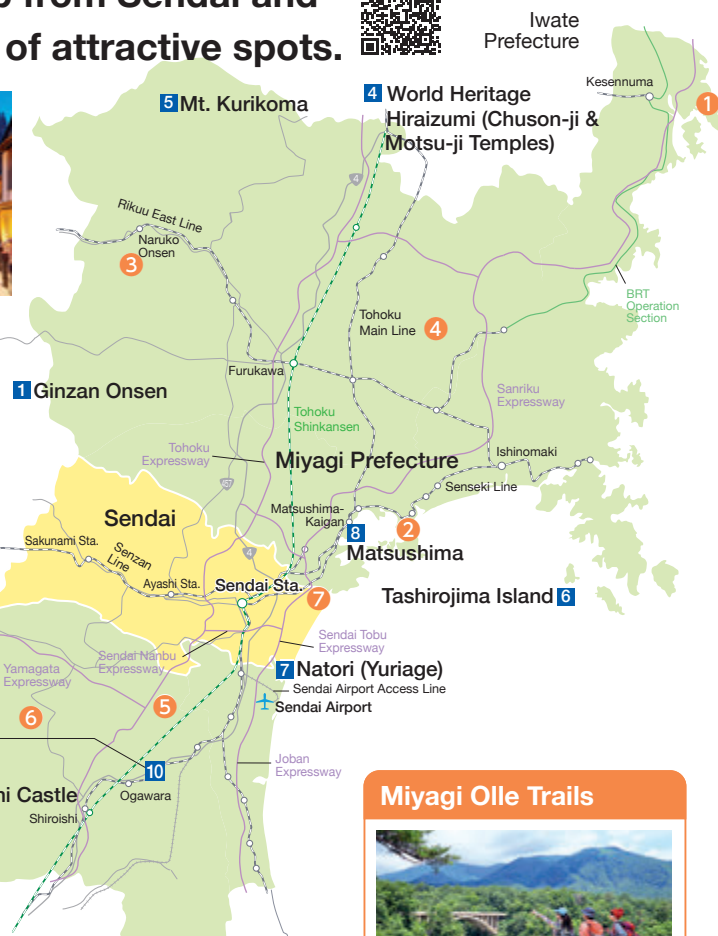 from Sendai and
of attractive spots.
Iwate
Prefecture
Kesennuma
1
5 Mt. Kurikoma
4 World Heritage
Hiraizumi (Chuson-ji &
Motsu-ji Temples)
4
Rikuu East Line
Naruko
Onsen
3
BRT
Operation
Section
Tohoku
Main Line
4
Furukawa
1 Ginzan Onsen
Sanriku
Expressway
Tohoku
Shinkansen
Tohoku
Expressway
Miyagi Prefecture
Ishinomaki
Senseki Line
457
Matsushima-
Kaigan
2
8
Matsushima
Sendai
4
Sakunami Sta.
Senzan
Line
Ayashi Sta.
Sendai Sta.
7
Tashirojima Island 6
Sendai Tobu
Expressway
Sendai Nanbu
Expressway
Yamagata
Expressway
7 Natori (Yuriage)
Sendai Airport Access Line
Sendai Airport
5
6
10
Joban
Expressway
Castle
Ogawara
Shiroishi
Miyagi Olle Trails